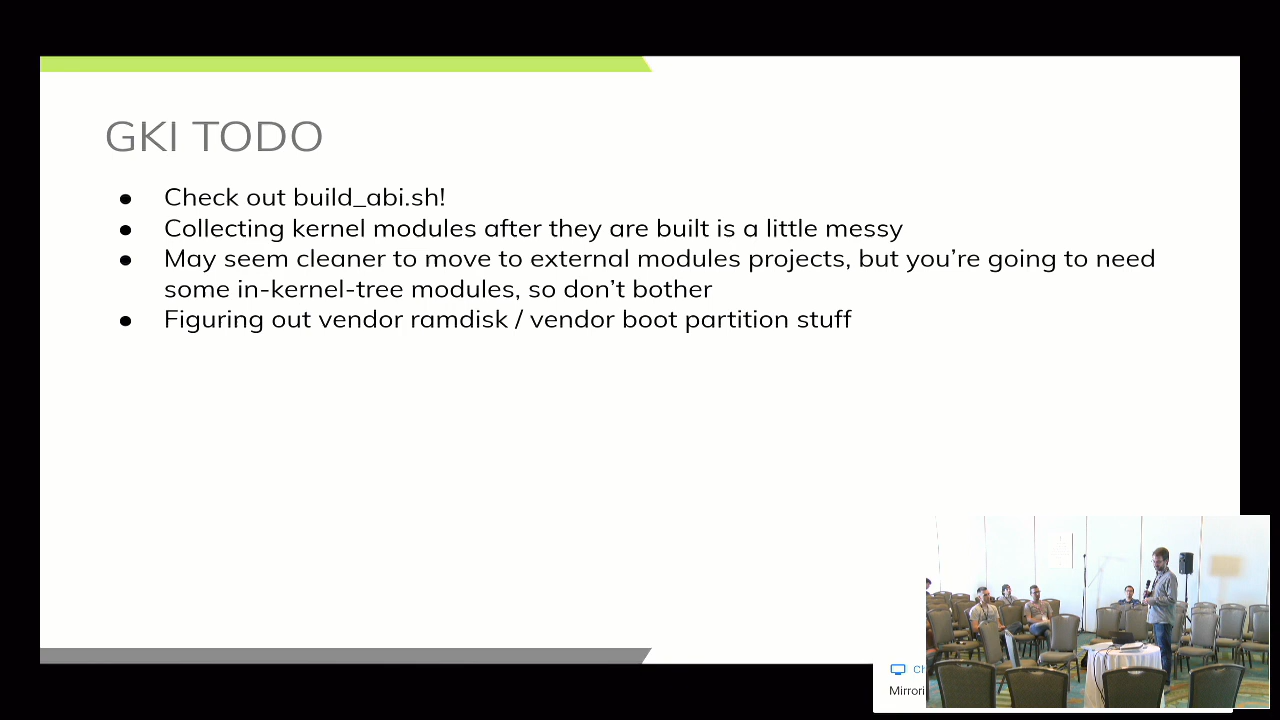 GKI TODO
● Check out build_abi.sh!
● Collecting kernel modules after they are built is a little messy
● May seem cleaner to move to external modules projects, but you’re going to need
some in-kernel-tree modules, so don’t bother
● Figuring out vendor ramdisk / vendor boot partition stuff